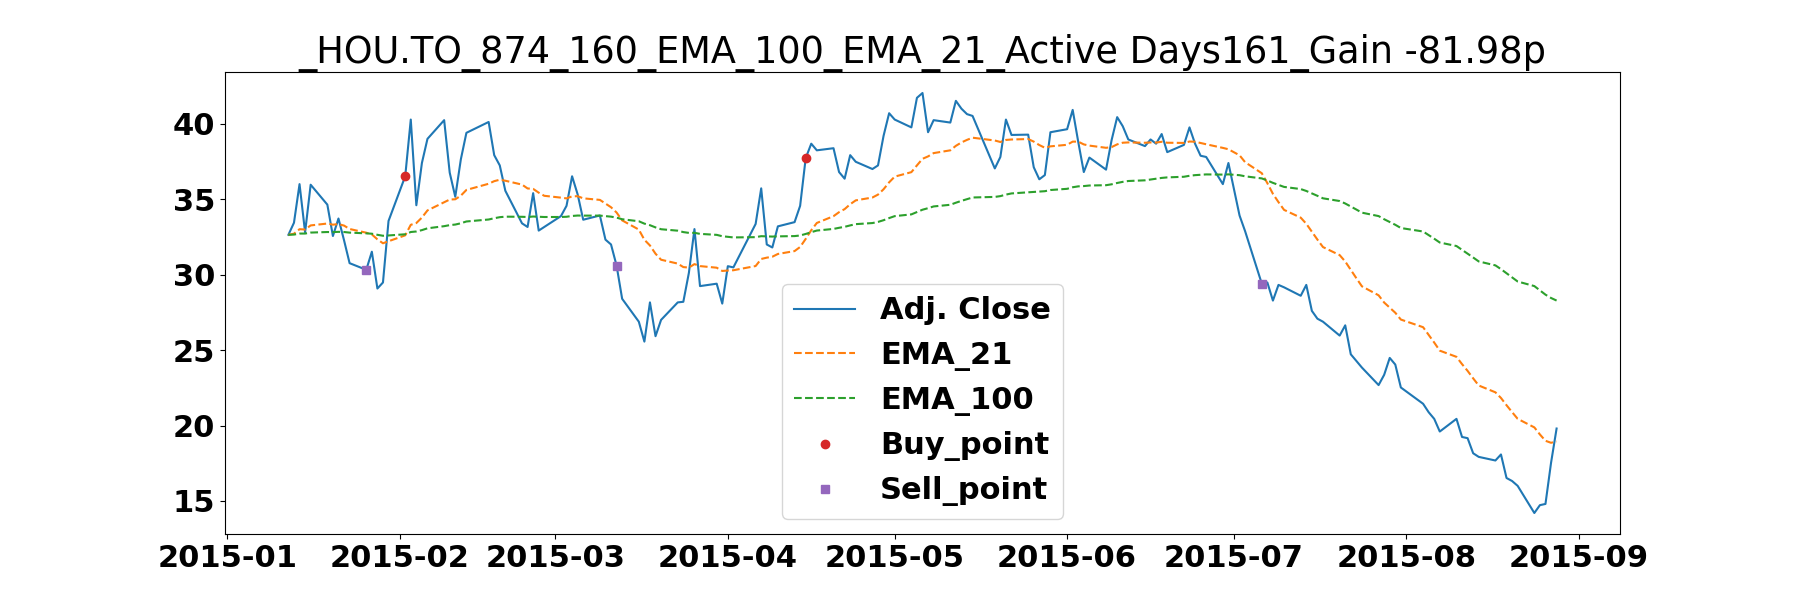 _HOU.TO_874_160_EMA_100_EMA_21_Active Days161_Gain -81.98p
40
35
30
25
20
15
Adj. Close
EMA_21
EMA_100
Buy_point
Sell_point
2015-01 2015-02 2015-03 2015-04 2015-05 2015-06 2015-07 2015-08 2015-09